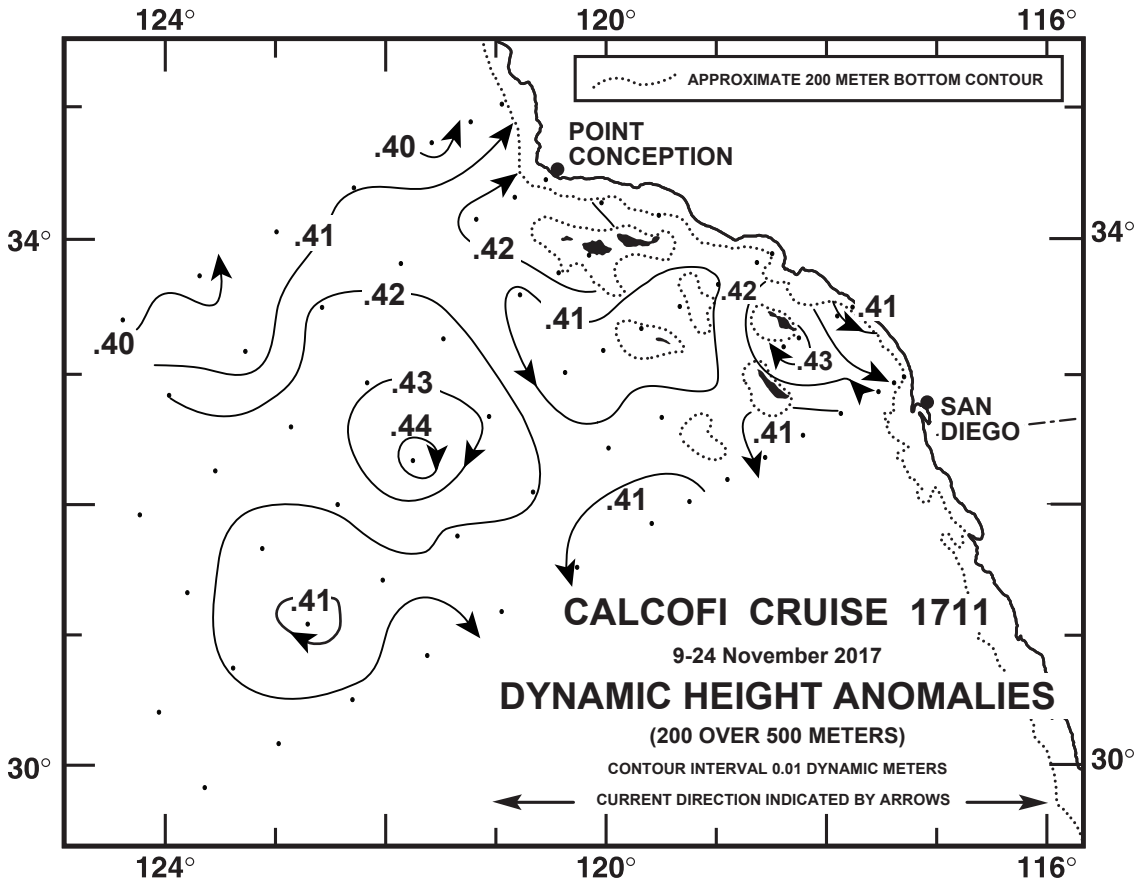 124° 120° 116°
APPROXIMATE 200 METER BOTTOM CONTOUR
POINT
CONCEPTION
.40
.41
34° 34°
.42
.42
.42
.41
.41
.40
.43
.43
.44
SAN
DIEGO
.41
.41
.41
CALCOFI CRUISE 1711
9-24 November 2017
DYNAMIC HEIGHT ANOMALIES
(200 OVER 500 METERS)
30° 30°
CONTOUR INTERVAL 0.01 DYNAMIC METERS
CURRENT DIRECTION INDICATED BY ARROWS
124° 120° 116°